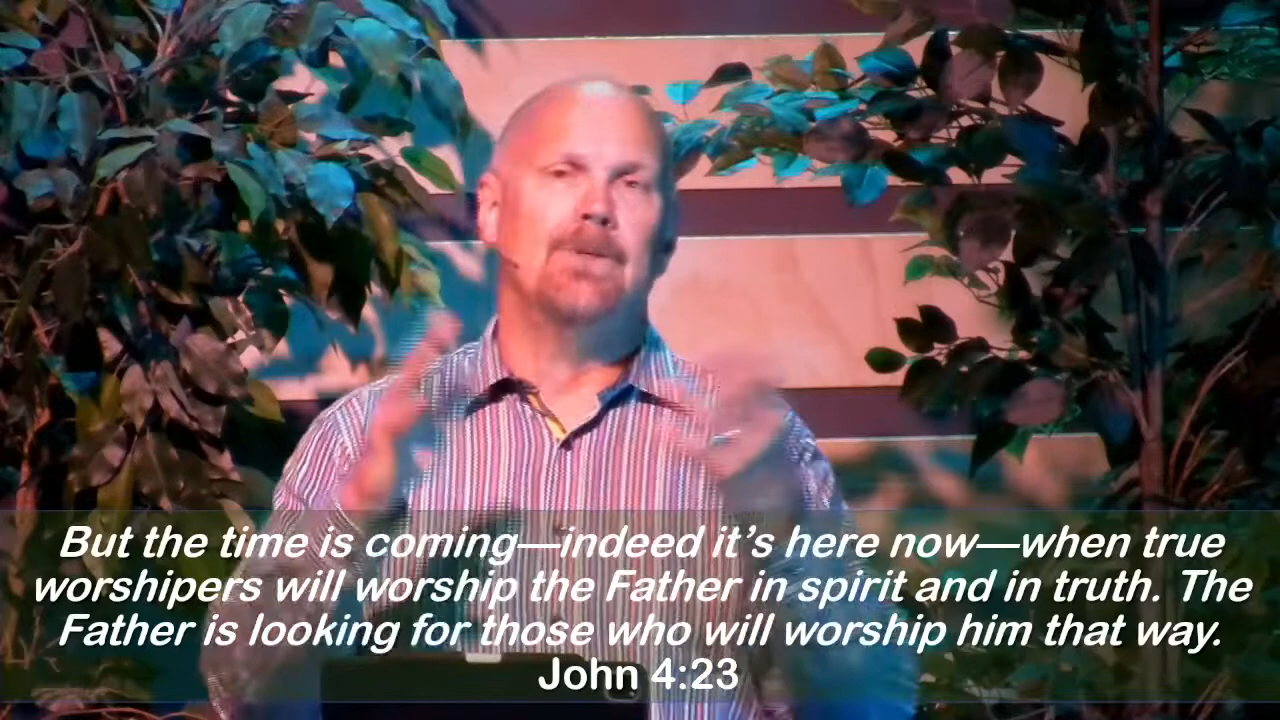 But the time is coming—indeed it’s here now—when true
worshipers will worship the Father in spirit and in truth. The
Father is looking for those who will worship him that way.
John 4:23